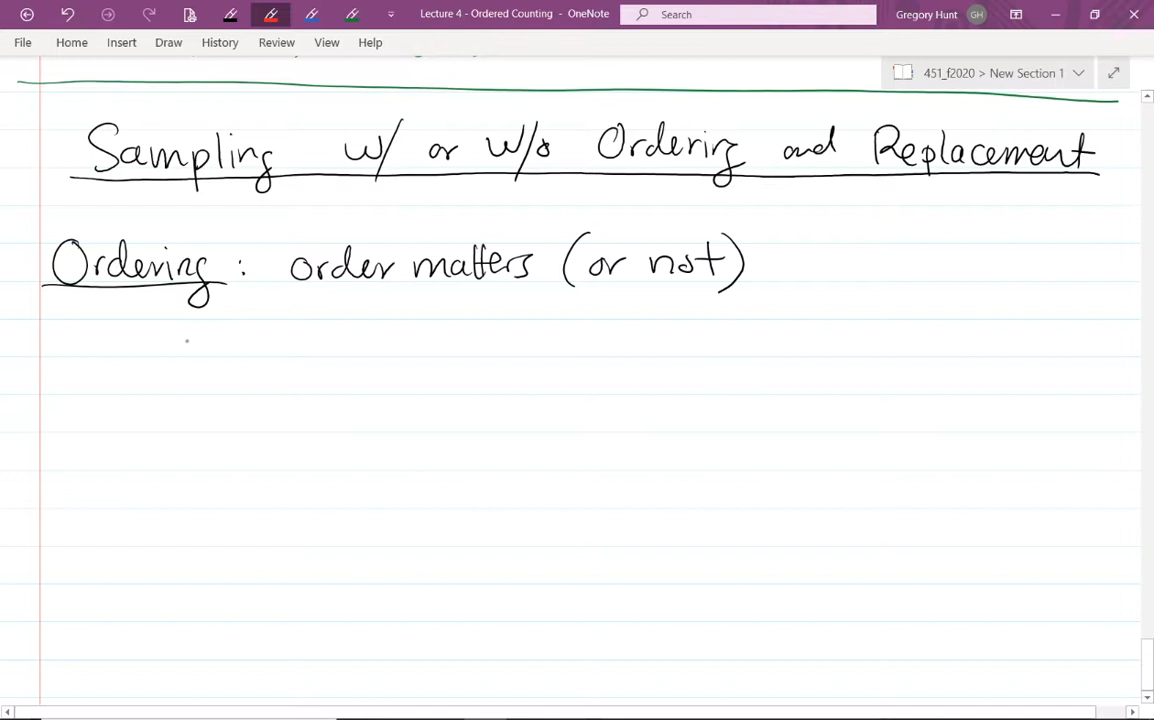 Lecture 4 - Ordered Counting - OneNote
Search
Gregory Hunt
GH
File Home Insert Draw History Review View Help
451_f2020 > New Section 1
Sampling w/ or w/o Ordering and Replacement
Ordering: order matters (or not)